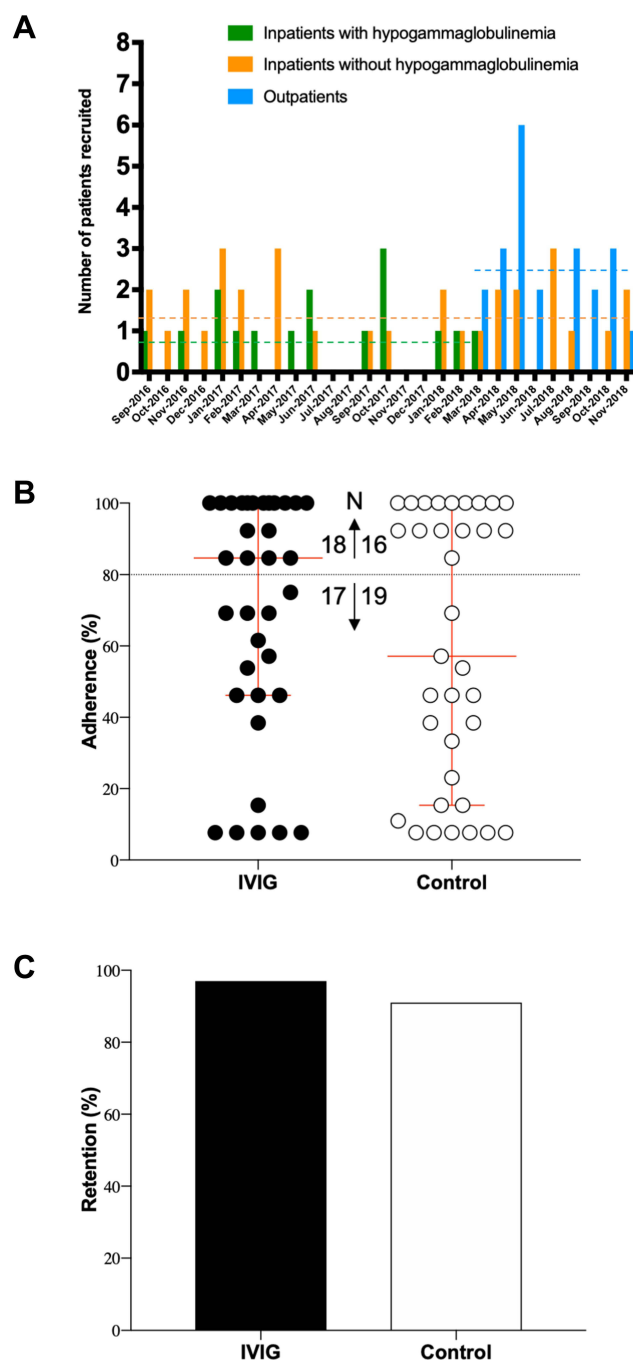 A
Inpatients with hypogammaglobulinemia
Inpatients without hypogammaglobulinemia
Outpatients
Number of patients recruited
8
7
6
5
4
3
2
1
0
Sep-2016
Oct-2016
Nov-2016
Dec-2016
Jan-2017
Feb-2017
Mar-2017
Apr-2017
May-2017
Jun-2017
Jul-2017
Aug-2017
Sep-2017
Oct-2017
Nov-2017
Dec-2017
Jan-2018
Feb-2018
Mar-2018
Apr-2018
May-2018
Jun-2018
Jul-2018
Aug-2018
Sep-2018
Oct-2018
Nov-2018
B
Adherence (%)
100
80
60
40
20
0
N
18 16
17 19
IVIG
Control
C
Retention (%)
100
80
60
40
20
0
IVIG
Control